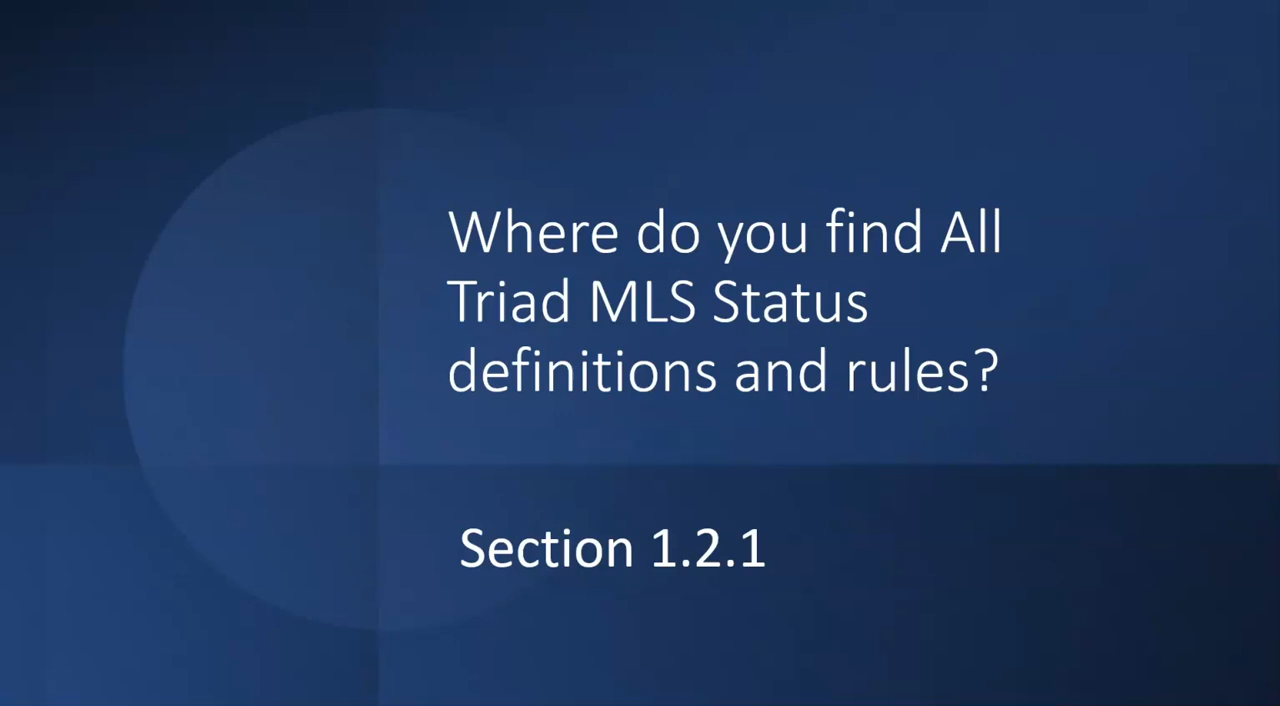 Where do you find All
Triad MLS Status
definitions and rules?
Section 1.2.1